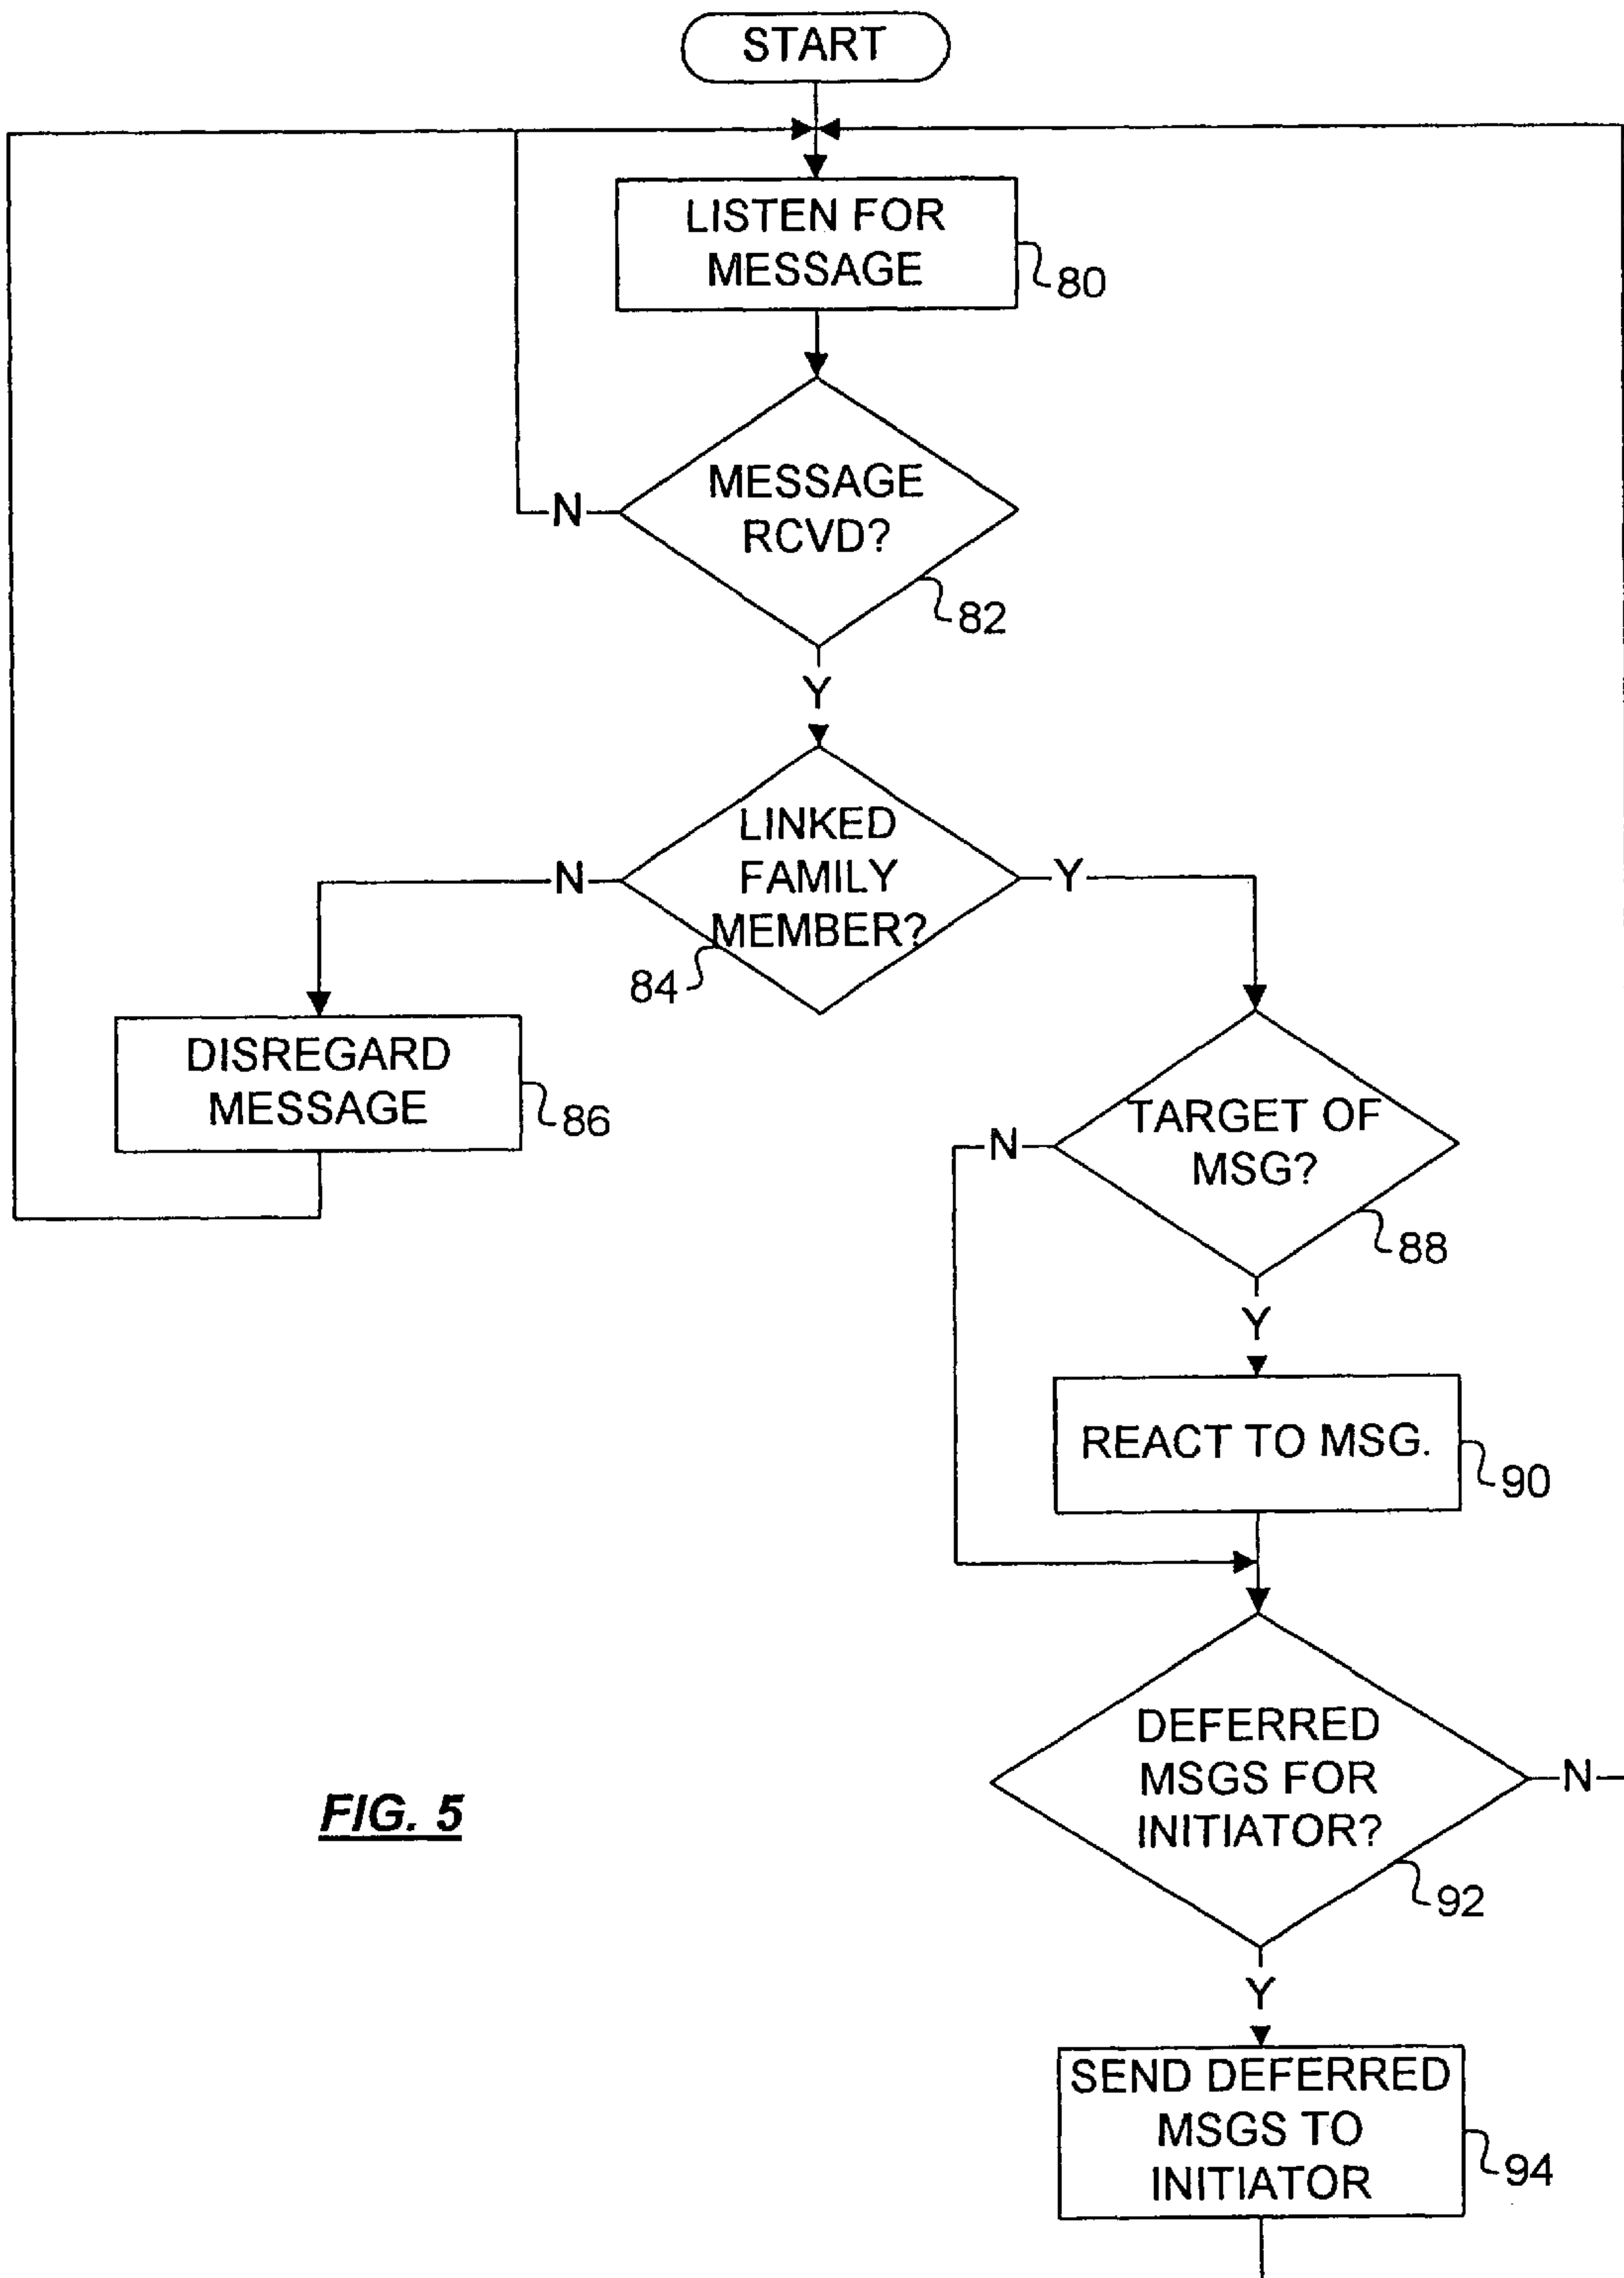 START
LISTEN FOR
MESSAGE
80
MESSAGE
RCVD?
N
82
Y
LINKED
FAMILY
MEMBER?
N
Y
84
DISREGARD
MESSAGE
86
TARGET OF
MSG?
N
88
Y
REACT TO MSG.
90
DEFERRED
MSGS FOR
INITIATOR?
N
92
Y
SEND DEFERRED
MSGS TO
INITIATOR
94
FIG. 5